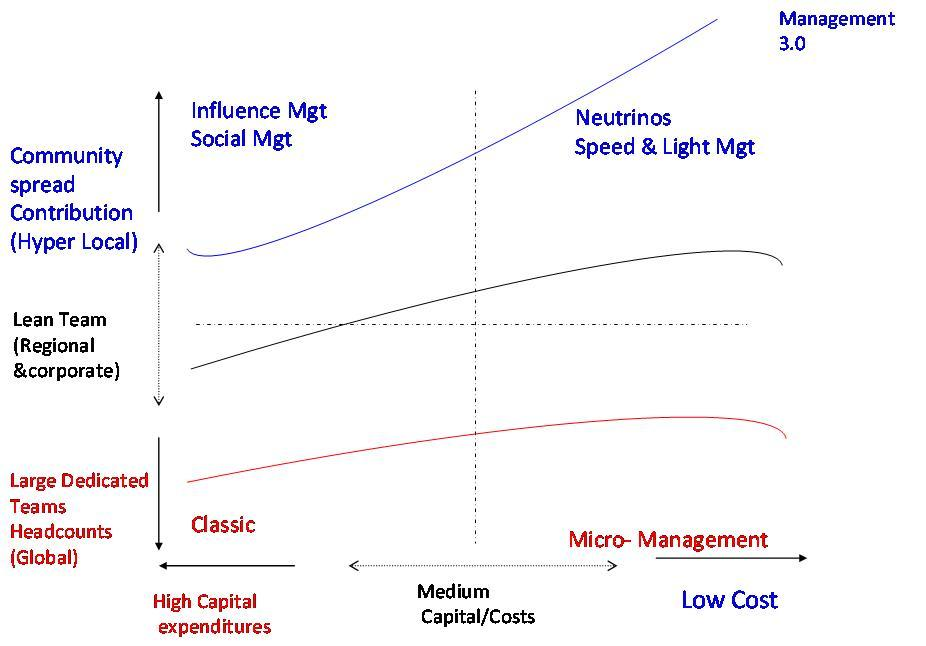 Management
3.0
Influence Mgt
Social Mgt
Neutrinos
Speed & Light Mgt
Community
spread
Contribution
(Hyper Local)
Lean Team
(Regional
&corporate)
Large Dedicated
Teams
Headcounts
(Global)
Classic
Micro- Management
High Capital
expenditures
Medium
Capital/Costs
Low Cost